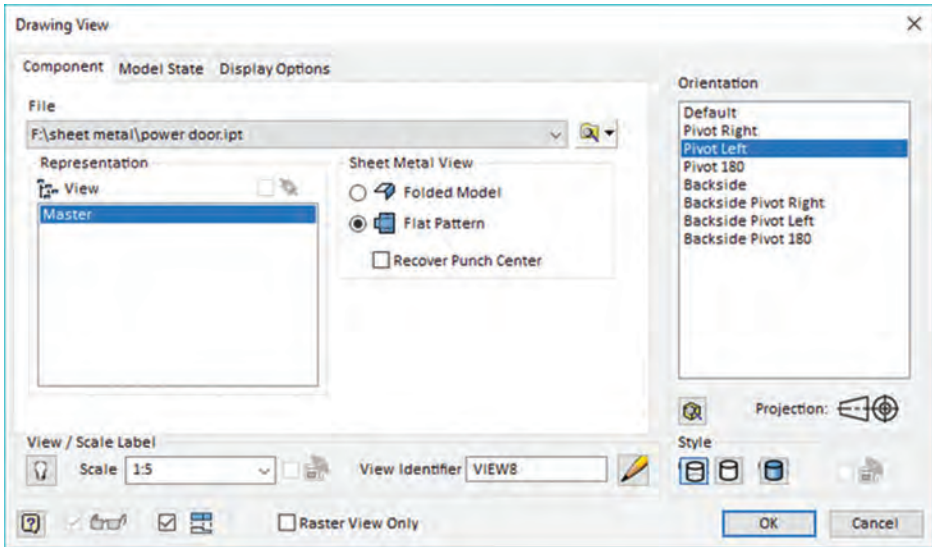 Drawing View
Component Model State Display Options
File
F:\sheet metal\power door.ipt
Representation
View
Master
Sheet Metal View
Folded Model
Flat Pattern
Recover Punch Center
Orientation
Default
Pivot Right
Pivot Left
Pivot 180
Backside
Backside Pivot Right
Backside Pivot Left
Backside Pivot 180
Projection:
View / Scale Label
Scale 1:5
View Identifier VIEW8
Style
Raster View Only
OK Cancel